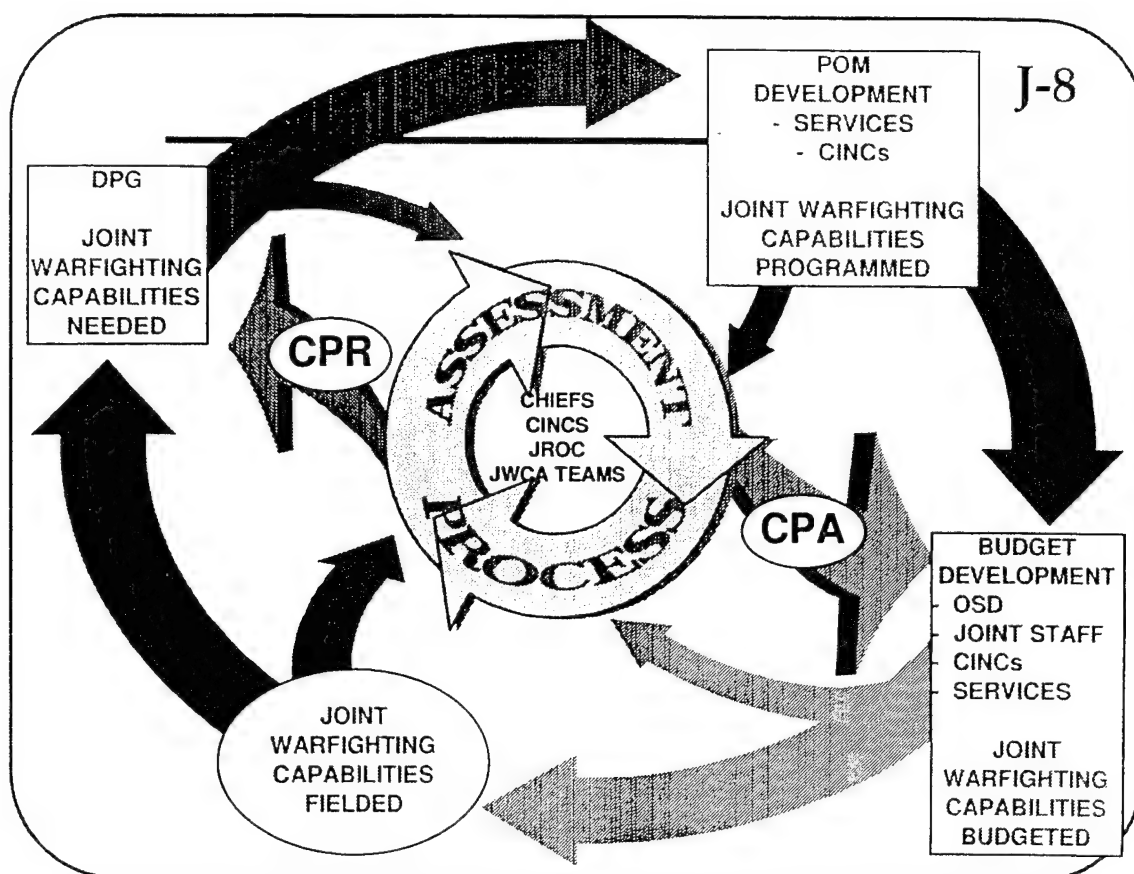 J-8
POM
DEVELOPMENT
- SERVICES
- CINCs
JOINT WARFIGHTING
CAPABILITIES
PROGRAMMED
DPG
JOINT
WARFIGHTING
CAPABILITIES
NEEDED
CPR
ASSESSMENT
PROCESS
CHIEFS
CINCS
JROC
JWCA TEAMS
CPA
BUDGET
DEVELOPMENT
- OSD
- JOINT STAFF
- CINCs
- SERVICES
JOINT
WARFIGHTING
CAPABILITIES
BUDGETED
JOINT
WARFIGHTING
CAPABILITIES
FIELDED